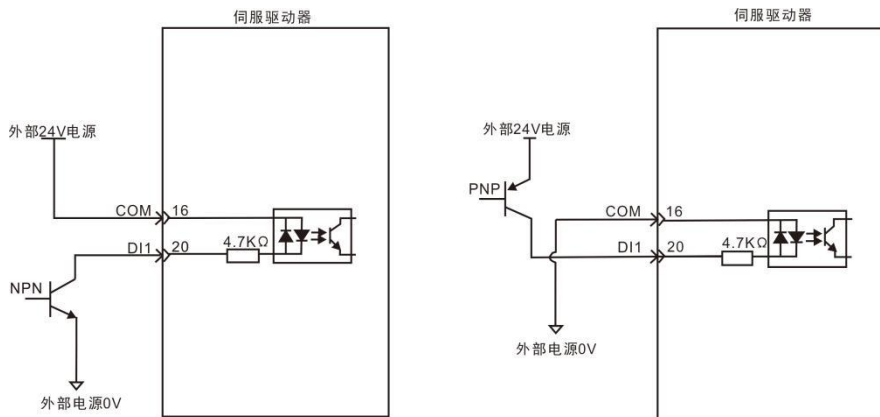 伺服驱动器
外部24V电源
COM
16
DI1
20
4.7KΩ
NPN
外部电源0V
伺服驱动器
外部24V电源
PNP
COM
16
DI1
20
4.7KΩ
外部电源0V